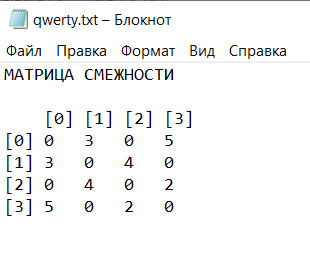 qwerty.txt – Блокнот
Файл Правка Формат Вид Справка
МАТРИЦА СМЕЖНОСТИ
[0] [1] [2] [3]
[0] 0 3 0 5
[1] 3 0 4 0
[2] 0 4 0 2
[3] 5 0 2 0